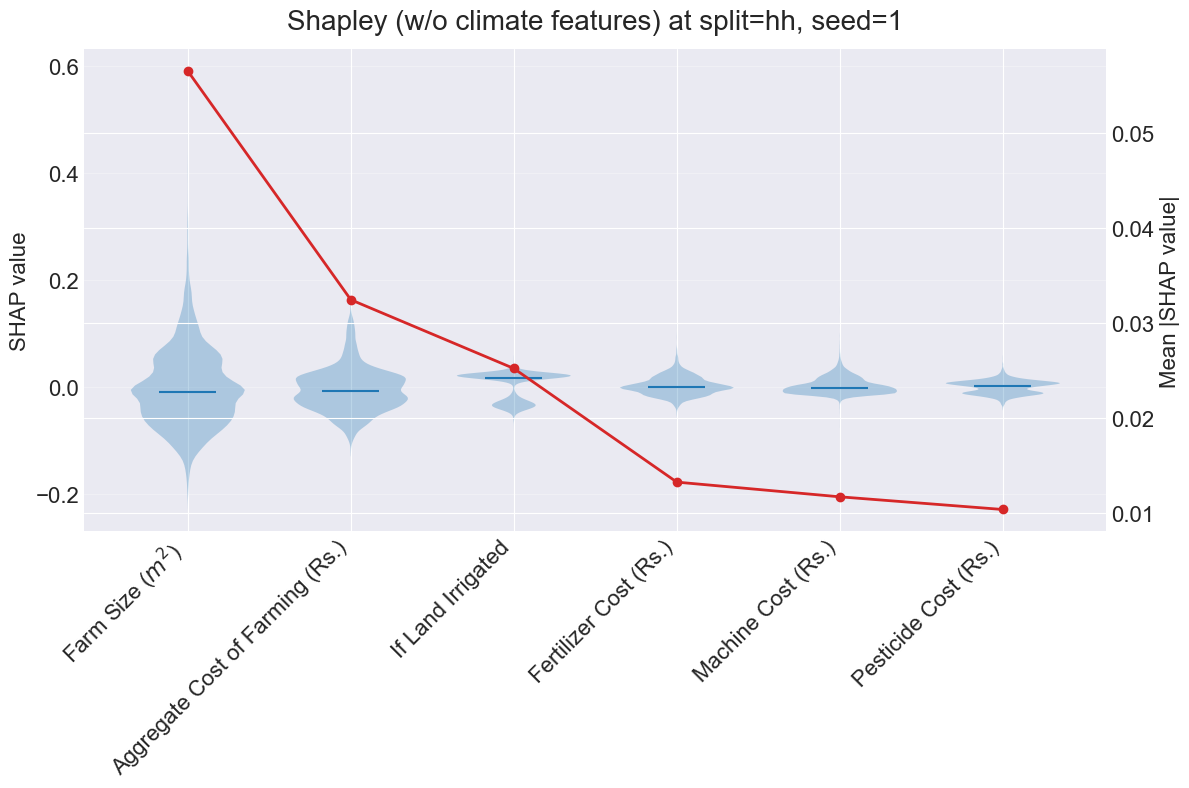 Shapley (w/o climate features) at split=hh, seed=1
SHAP value
0.6
0.4
0.2
0.0
−0.2
0.05
0.04
0.03
0.02
0.01
Mean |SHAP value|
Farm Size (m²)
Aggregate Cost of Farming (Rs.)
If Land Irrigated
Fertilizer Cost (Rs.)
Machine Cost (Rs.)
Pesticide Cost (Rs.)